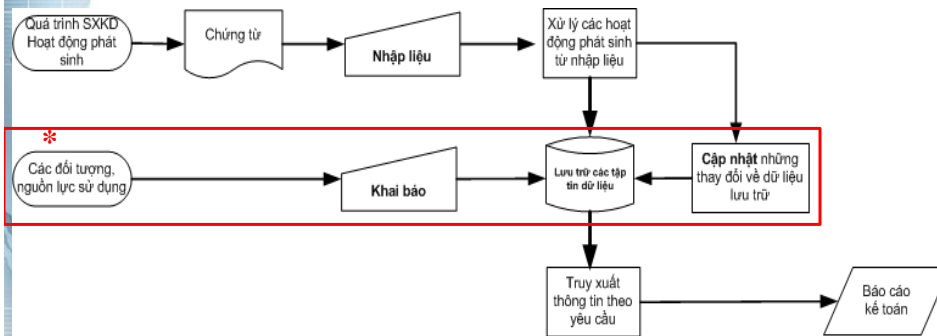 Quá trình SXKD
Hoạt động phát
sinh
Chứng từ
Nhập liệu
Xử lý các hoạt
động phát sinh
từ nhập liệu
*
Các đối tượng,
nguồn lực sử dụng
Khai báo
Lưu trữ các tập
tin dữ liệu
Cập nhật những
thay đổi về dữ liệu
lưu trữ
Truy xuất
thông tin theo
yêu cầu
Báo cáo
kế toán